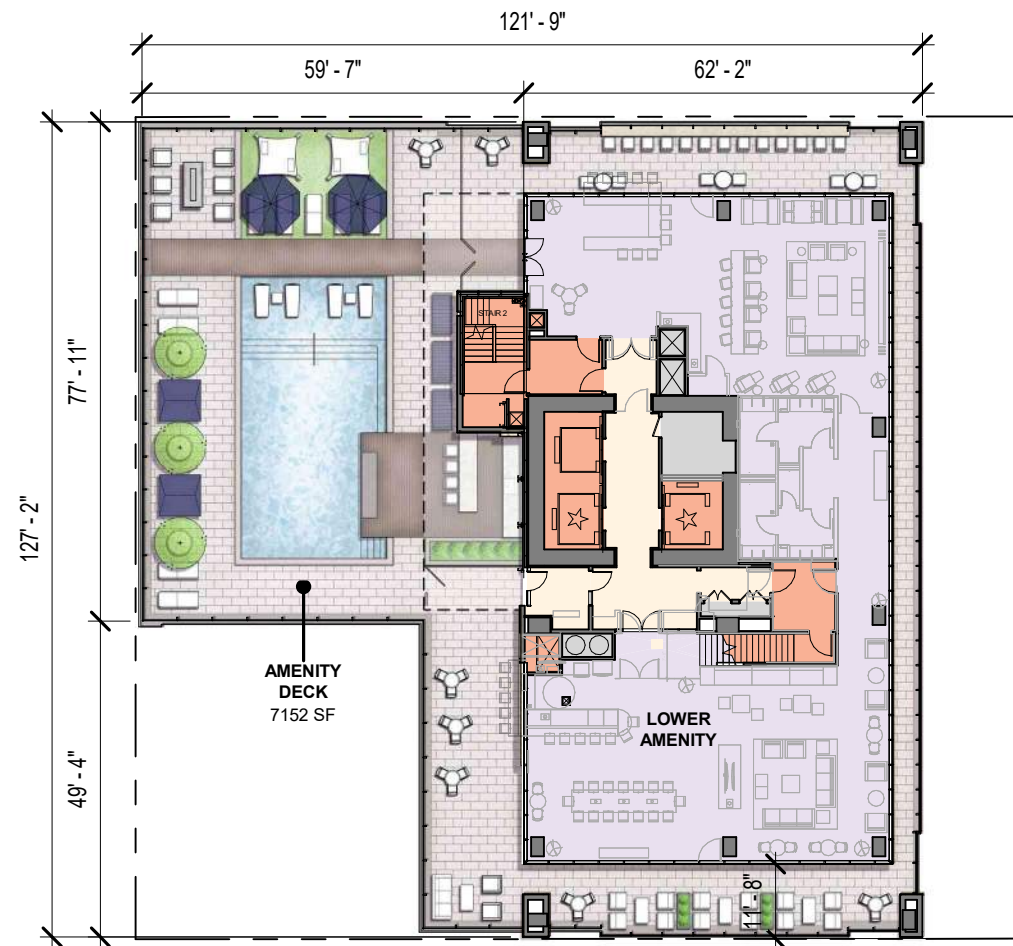 121' - 9"
59' - 7"
62' - 2"
STAIR 2
77' - 11"
127' - 2"
AMENITY
DECK
7152 SF
LOWER
AMENITY
49' - 4"
11' - 8"